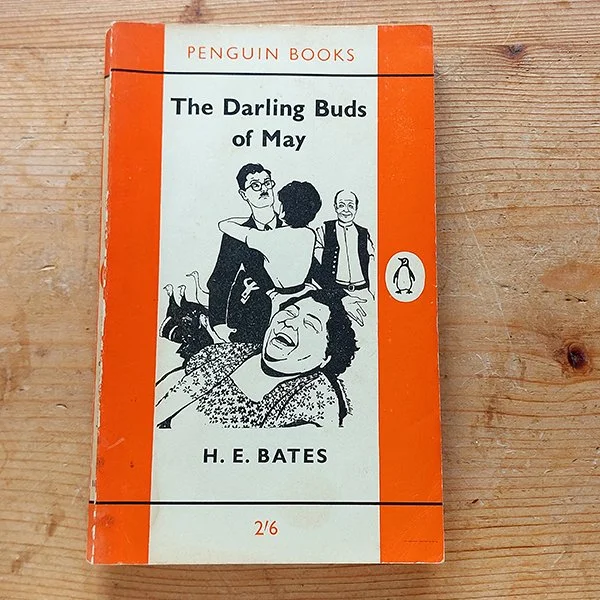 PENGUIN BOOKS
The Darling Buds
of May
H. E. BATES
2/6